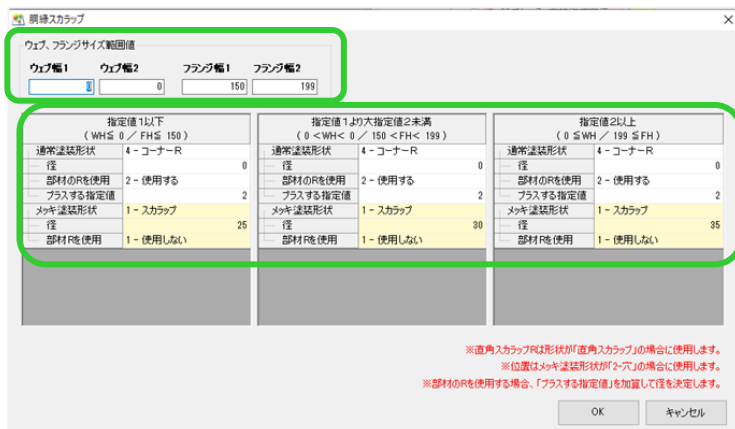 胴縁スカラップ
ウェブ、フランジサイズ範囲値
ウェブ幅1 ウェブ幅2 フランジ幅1 フランジ幅2
0 0 150 199
指定値1以下
( WH≦ 0 / FH≦ 150 )
通常塗装形状 4 - コーナーR
径 0
部材のRを使用 2 - 使用する
プラスする指定値 2
メッキ塗装形状 1 - スカラップ
径 25
部材Rを使用 1 - 使用しない
指定値1より大指定値2未満
( 0 <WH< 0 / 150 <FH< 199 )
通常塗装形状 4 - コーナーR
径 0
部材のRを使用 2 - 使用する
プラスする指定値 2
メッキ塗装形状 1 - スカラップ
径 30
部材Rを使用 1 - 使用しない
指定値2以上
( 0 ≦WH / 199 ≦FH )
通常塗装形状 4 - コーナーR
径 0
部材のRを使用 2 - 使用する
プラスする指定値 2
メッキ塗装形状 1 - スカラップ
径 35
部材Rを使用 1 - 使用しない
※直角スカラップRは形状が「直角スカラップ」の場合に使用します。
※位置はメッキ塗装形状が「2-穴」の場合に使用します。
※部材のRを使用する場合、「プラスする指定値」を加算して径を決定します。
OK キャンセル